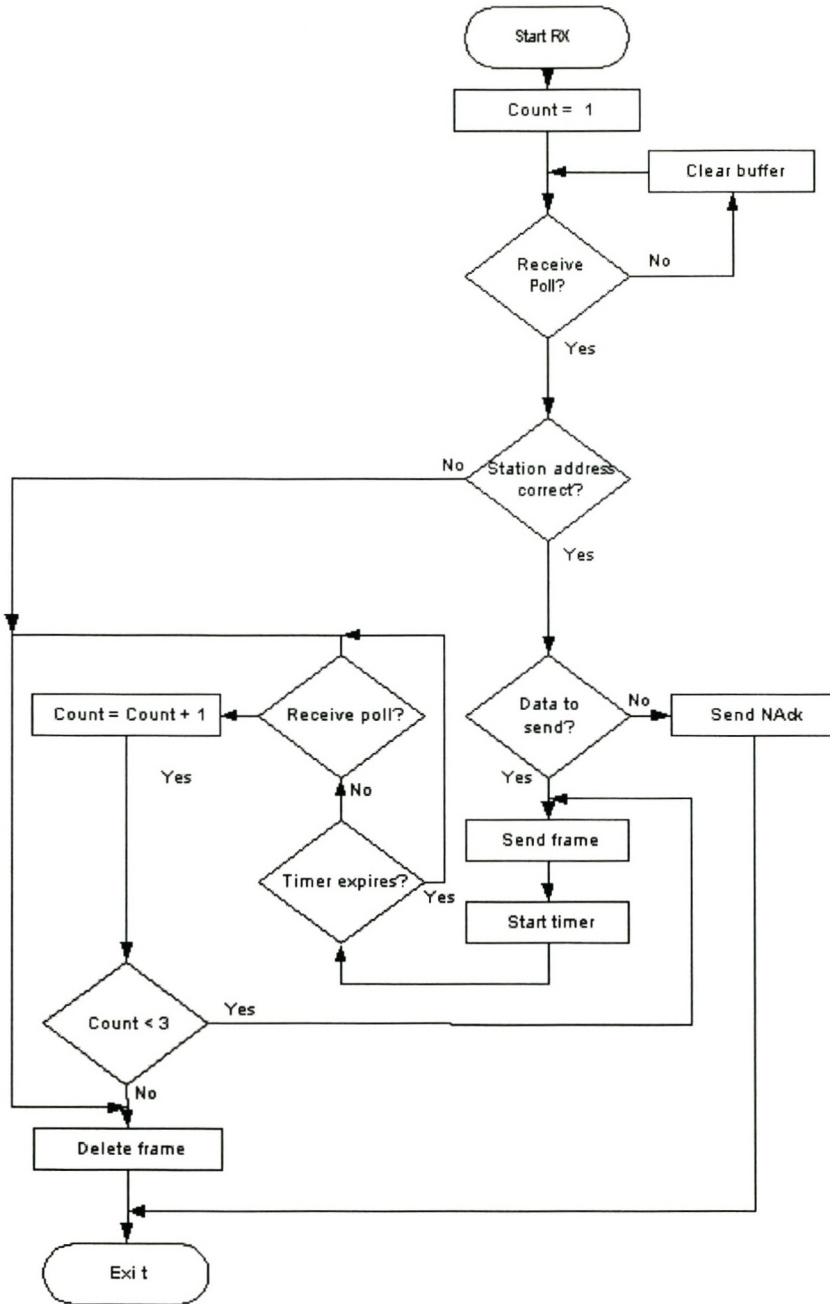 Start RX
Count = 1
Clear buffer
Receive
Poll?
No
Yes
No
Station address
correct?
Yes
Count = Count + 1
Receive poll?
Data to
send?
No
Send NAck
Yes
No
Yes
Send frame
Timer expires?
Yes
Start timer
Count < 3
Yes
No
Delete frame
Exit